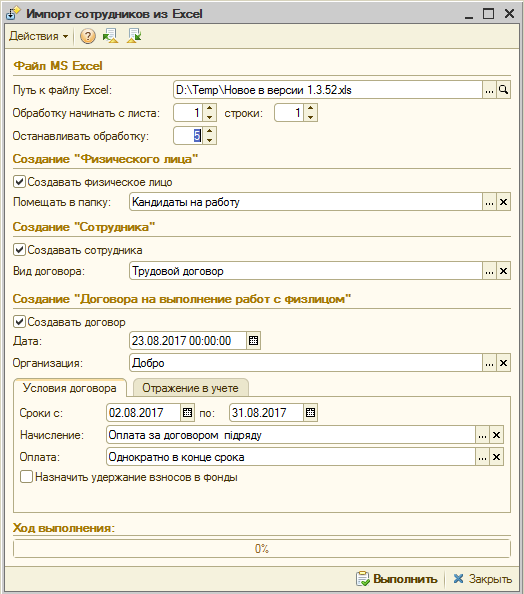 Импорт сотрудников из Excel
Действия
Файл MS Excel
Путь к файлу Excel: D:\Temp\Новое в версии 1.3.52.xls ...
Обработку начинать с листа: 1 строки: 1
Останавливать обработку: 5
Создание "Физического лица"
Создавать физическое лицо
Помещать в папку: Кандидаты на работу ...
Создание "Сотрудника"
Создавать сотрудника
Вид договора: Трудовой договор ...
Создание "Договора на выполнение работ с физлицом"
Создавать договор
Дата: 23.08.2017 00:00:00
Организация: Добро ...
Условия договора Отражение в учете
Сроки с: 02.08.2017 по: 31.08.2017
Начисление: Оплата за договором підряду ...
Оплата: Однократно в конце срока ...
Назначить удержание взносов в фонды
Ход выполнения:
0%
Выполнить Закрыть